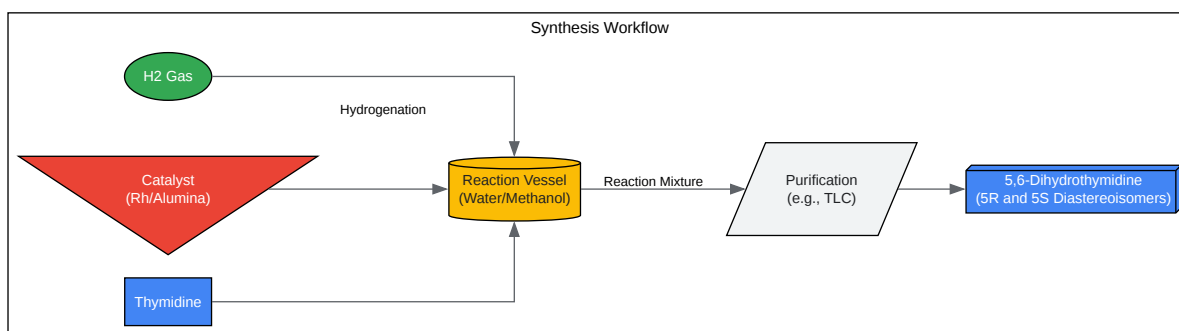 Synthesis Workflow
H2 Gas
Hydrogenation
Catalyst
(Rh/Alumina)
Reaction Vessel
(Water/Methanol)
Reaction Mixture
Purification
(e.g., TLC)
5,6-Dihydrothymidine
(5R and 5S Diastereoisomers)
Thymidine